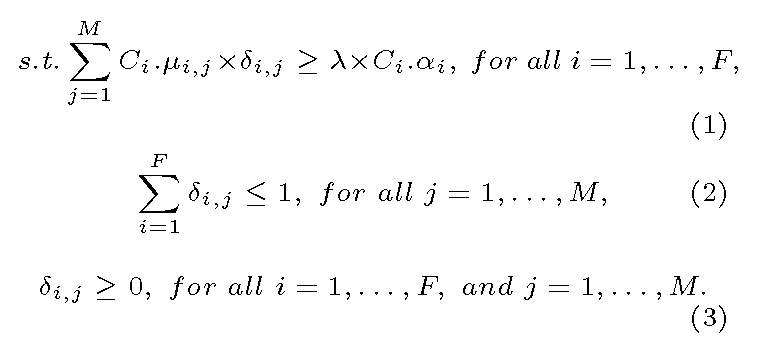 s.t. ∑_{j=1}^{M} C_i.μ_{i,j}×δ_{i,j} ≥ λ×C_i.α_i, for all i = 1,...,F,
(1)
∑_{i=1}^{F} δ_{i,j} ≤ 1, for all j = 1,...,M, (2)
δ_{i,j} ≥ 0, for all i = 1,...,F, and j = 1,...,M.
(3)